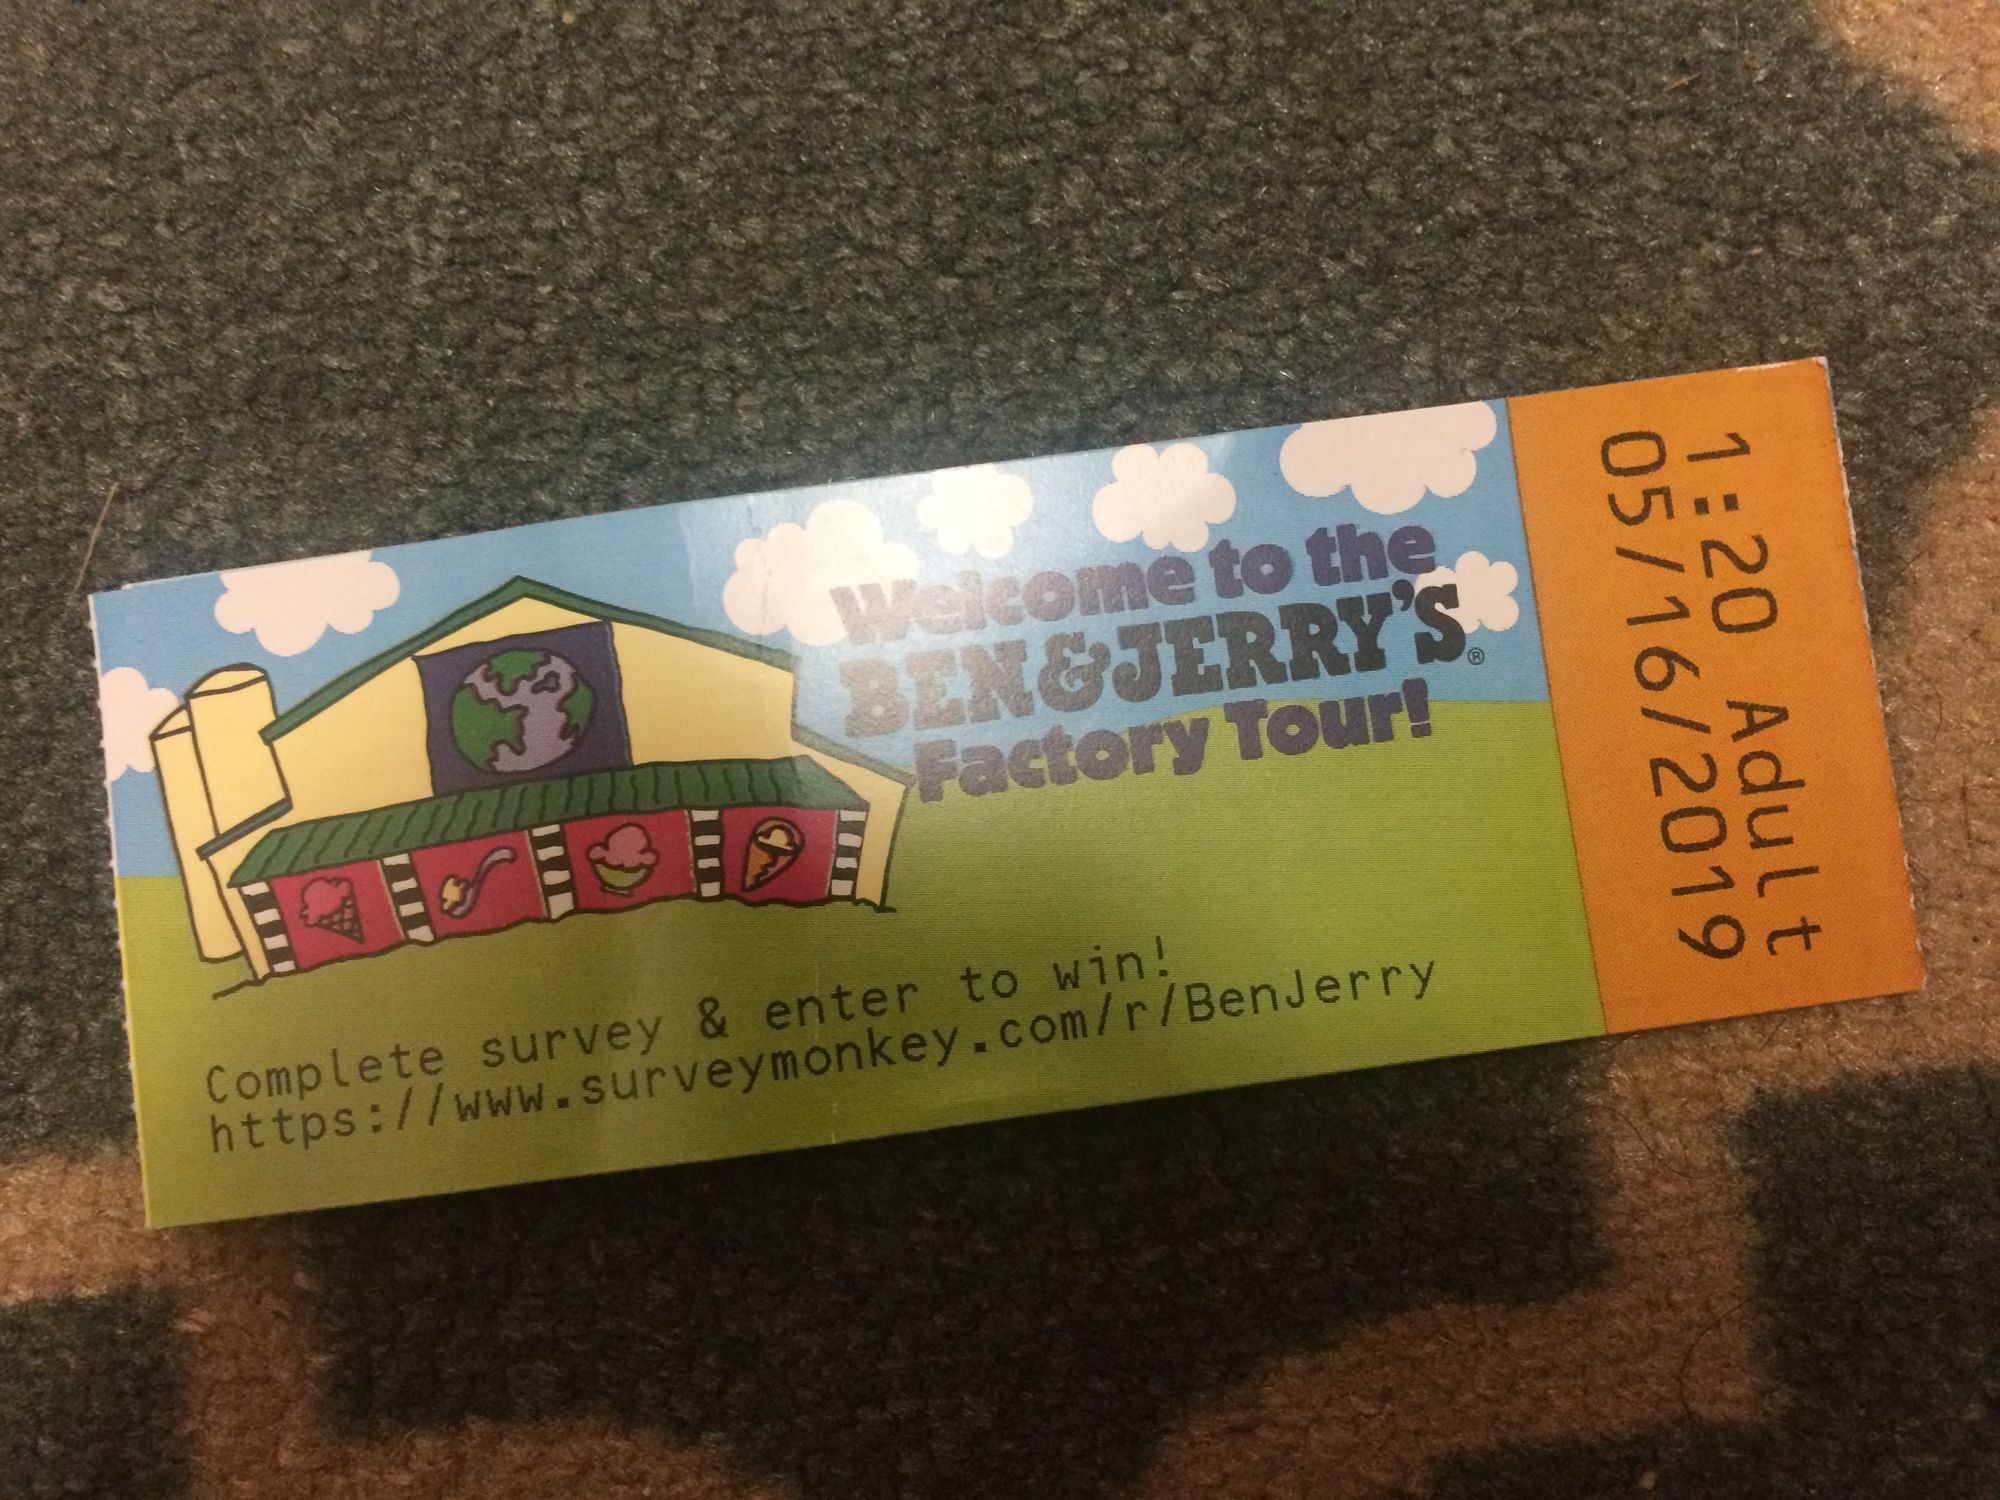 Welcome to the
BEN&JERRY'S®
Factory Tour!
Complete survey & enter to win!
https://www.surveymonkey.com/r/BenJerry
1:20 Adult
05/16/2019